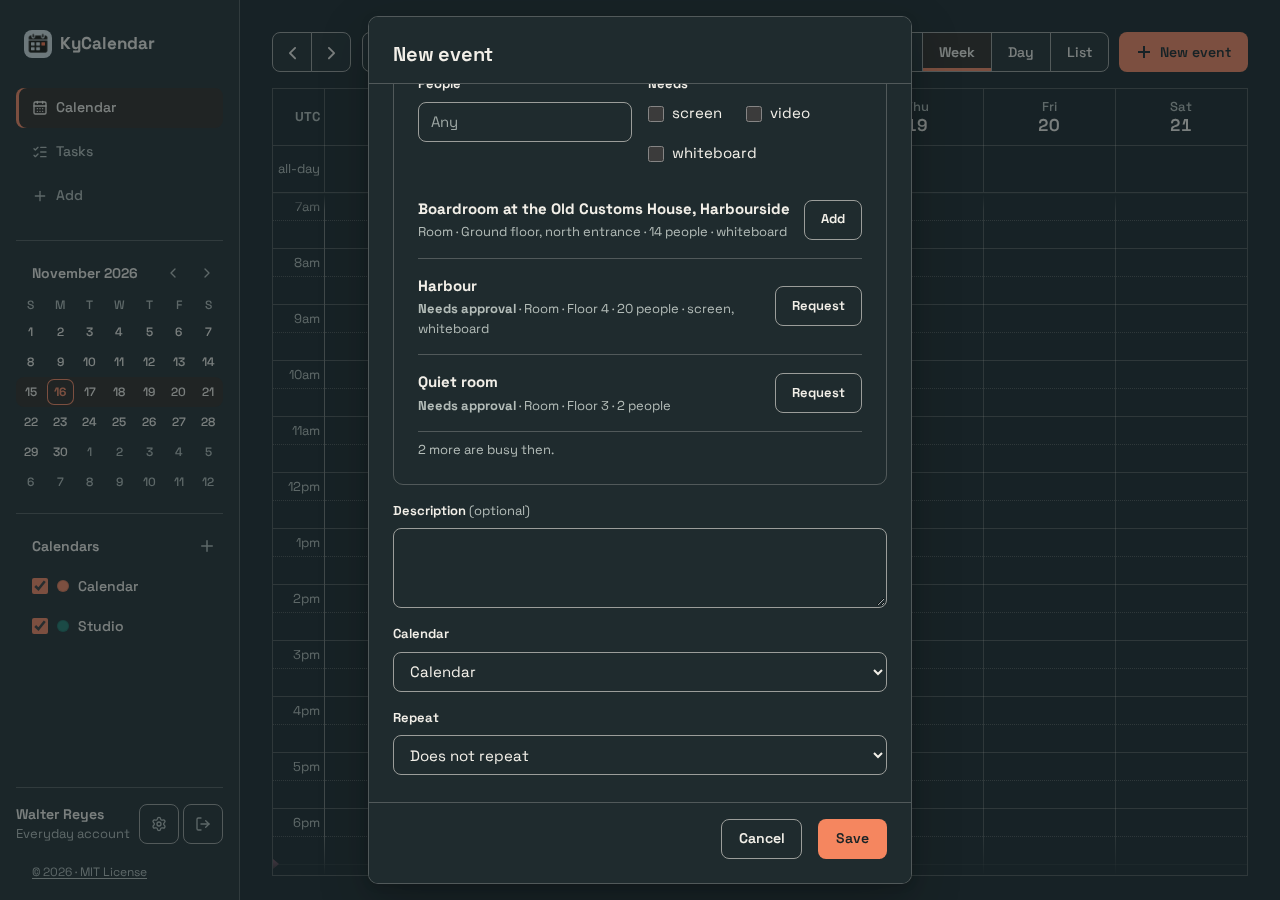 KyCalendar
Calendar
Tasks
Add
November 2026
S M T W T F S
1 2 3 4 5 6 7
8 9 10 11 12 13 14
15 16 17 18 19 20 21
22 23 24 25 26 27 28
29 30 1 2 3 4 5
6 7 8 9 10 11 12
Calendars
Calendar
Studio
Walter Reyes
Everyday account
© 2026 · MIT License
Week
Day
List
New event
UTC
Fri
20
Sat
21
all-day
7am
8am
9am
10am
11am
12pm
1pm
2pm
3pm
4pm
5pm
6pm
New event
People
Needs
Any
screen
video
whiteboard
Boardroom at the Old Customs House, Harbourside
Room · Ground floor, north entrance · 14 people · whiteboard
Add
Harbour
Needs approval · Room · Floor 4 · 20 people · screen,
whiteboard
Request
Quiet room
Needs approval · Room · Floor 3 · 2 people
Request
2 more are busy then.
Description (optional)
Calendar
Calendar
Repeat
Does not repeat
Cancel
Save